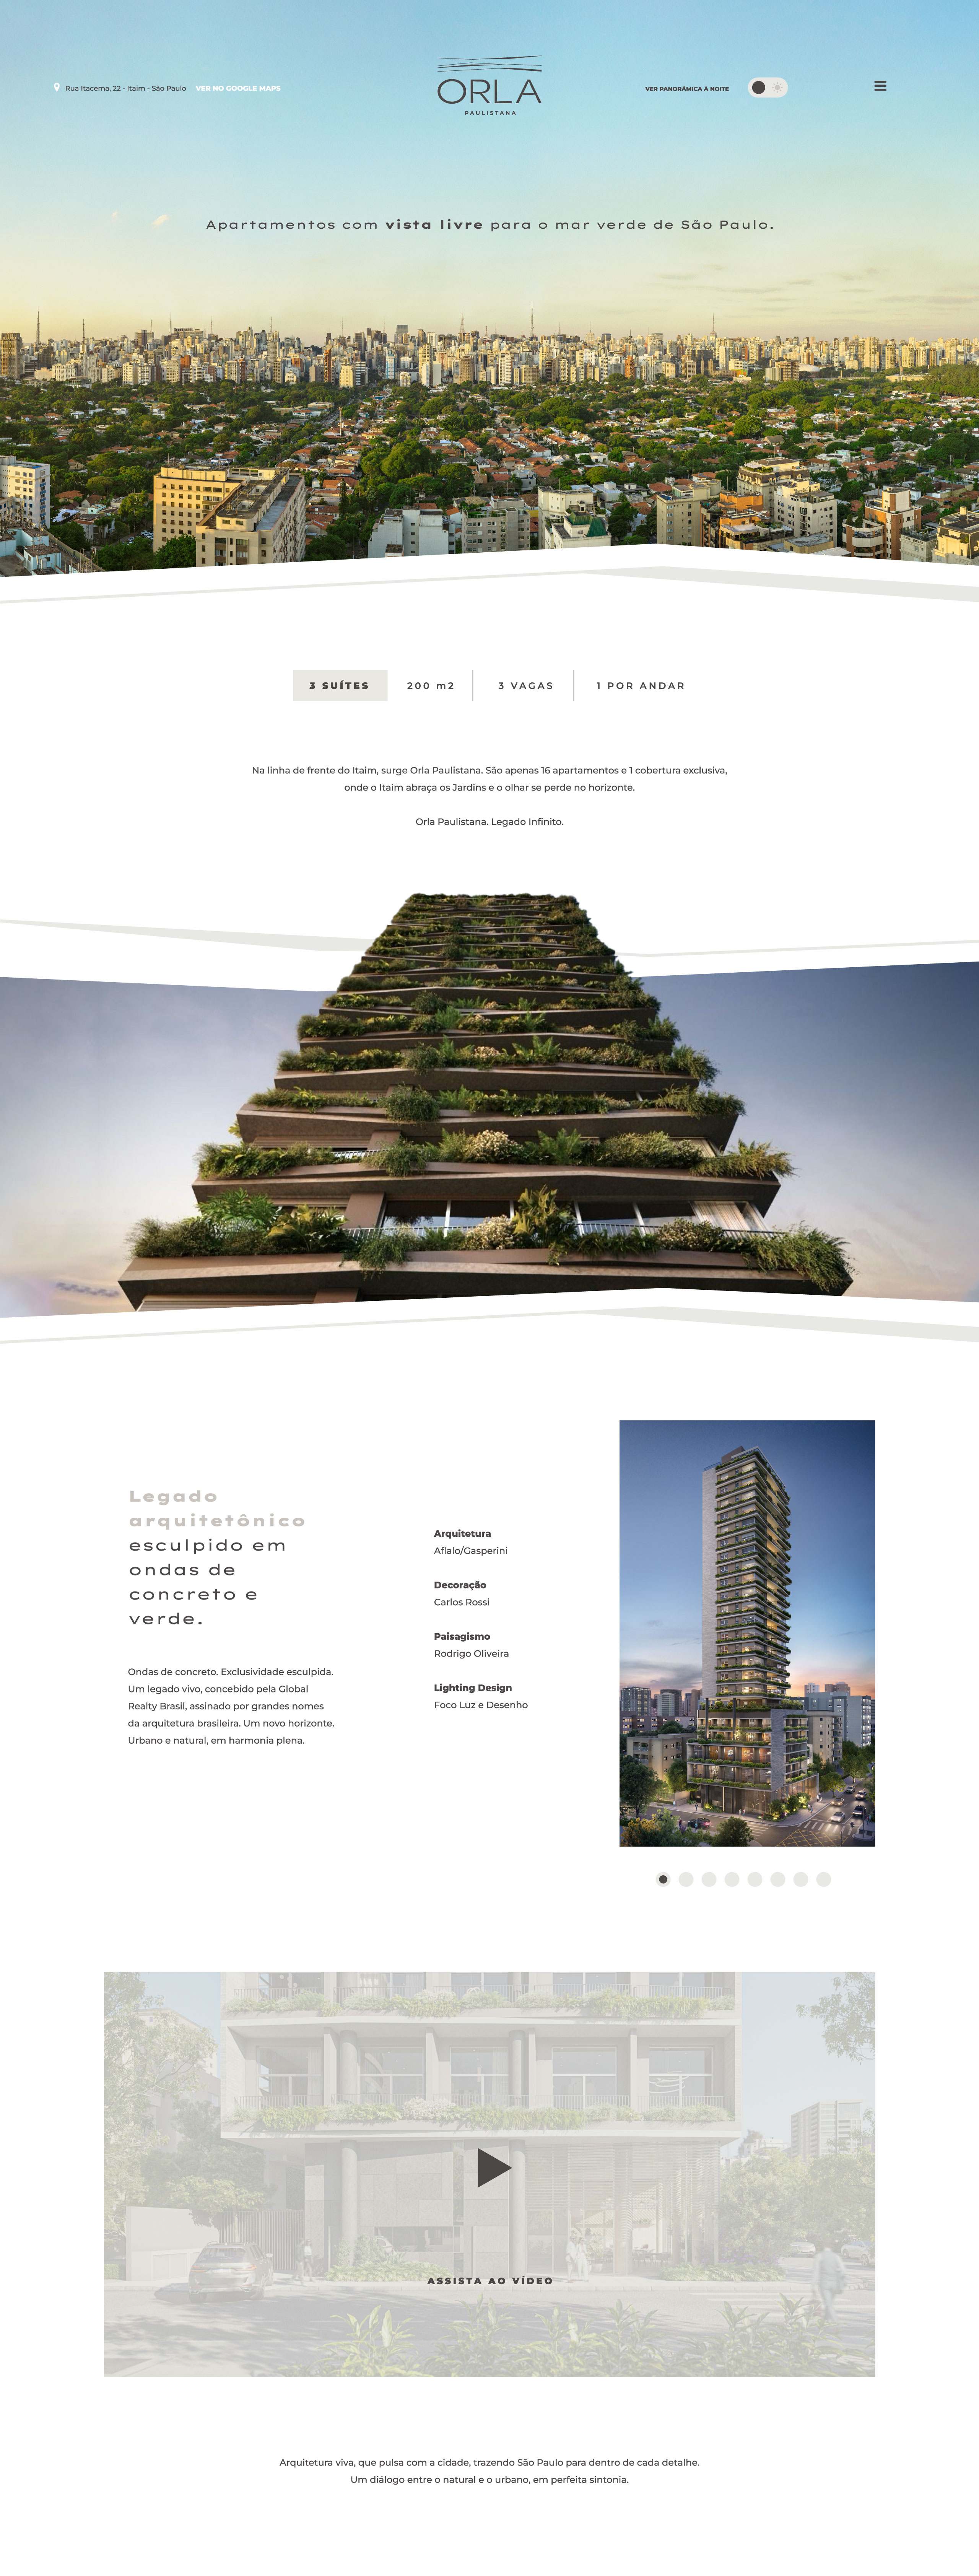 Rua Itacema, 22 - Itaim - São Paulo VER NO GOOGLE MAPS
ORLA
PAULISTANA
VER PANORÂMICA À NOITE
Apartamentos com vista livre para o mar verde de São Paulo.
3 SUÍTES 200 m2 3 VAGAS 1 POR ANDAR
Na linha de frente do Itaim, surge Orla Paulistana. São apenas 16 apartamentos e 1 cobertura exclusiva,
onde o Itaim abraça os Jardins e o olhar se perde no horizonte.
Orla Paulistana. Legado Infinito.
Legado
arquitetônico
esculpido em
ondas de
concreto e
verde.
Ondas de concreto. Exclusividade esculpida.
Um legado vivo, concebido pela Global
Realty Brasil, assinado por grandes nomes
da arquitetura brasileira. Um novo horizonte.
Urbano e natural, em harmonia plena.
Arquitetura
Aflalo/Gasperini
Decoração
Carlos Rossi
Paisagismo
Rodrigo Oliveira
Lighting Design
Foco Luz e Desenho
ASSISTA AO VÍDEO
Arquitetura viva, que pulsa com a cidade, trazendo São Paulo para dentro de cada detalhe.
Um diálogo entre o natural e o urbano, em perfeita sintonia.